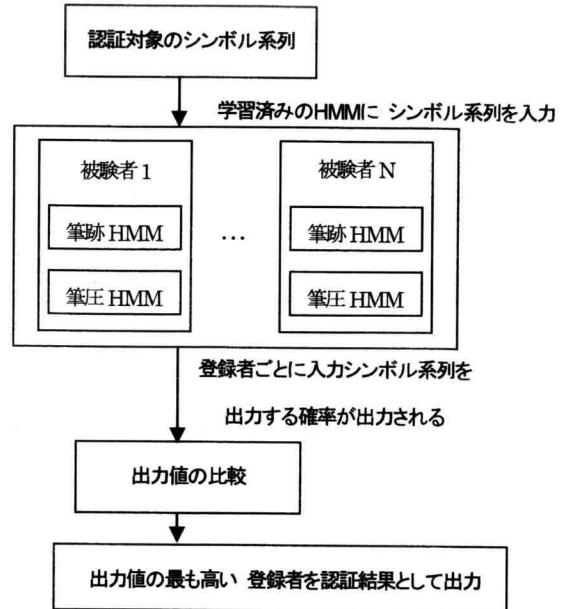 認証対象のシンボル系列
学習済みのHMMに シンボル系列を入力
被験者1
被験者N
筆跡HMM
…
筆跡HMM
筆圧HMM
筆圧HMM
登録者ごとに入力シンボル系列を
出力する確率が出力される
出力値の比較
出力値の最も高い 登録者を認証結果として出力